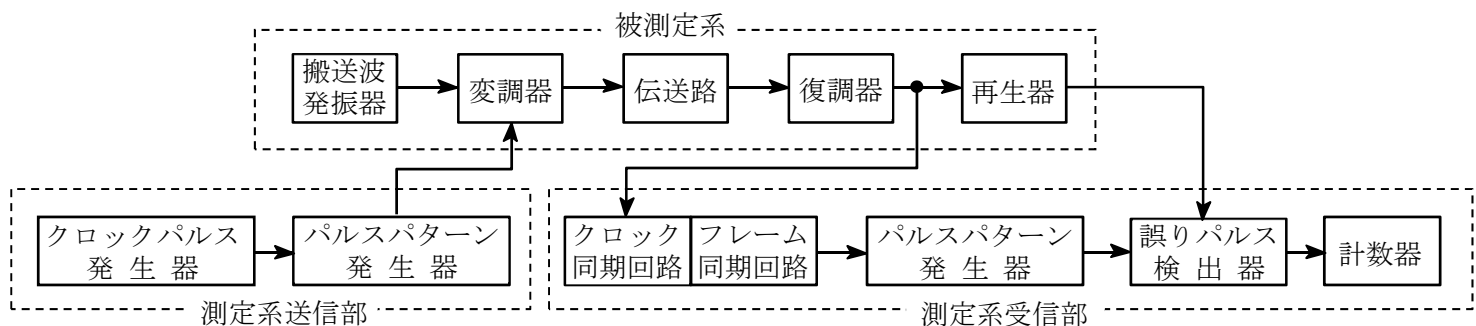 被測定系
搬送波
発振器
変調器
伝送路
復調器
再生器
クロックパルス
発生器
パルスパターン
発生器
測定系送信部
クロック
同期回路
フレーム
同期回路
パルスパターン
発生器
誤りパルス
検出器
計数器
測定系受信部